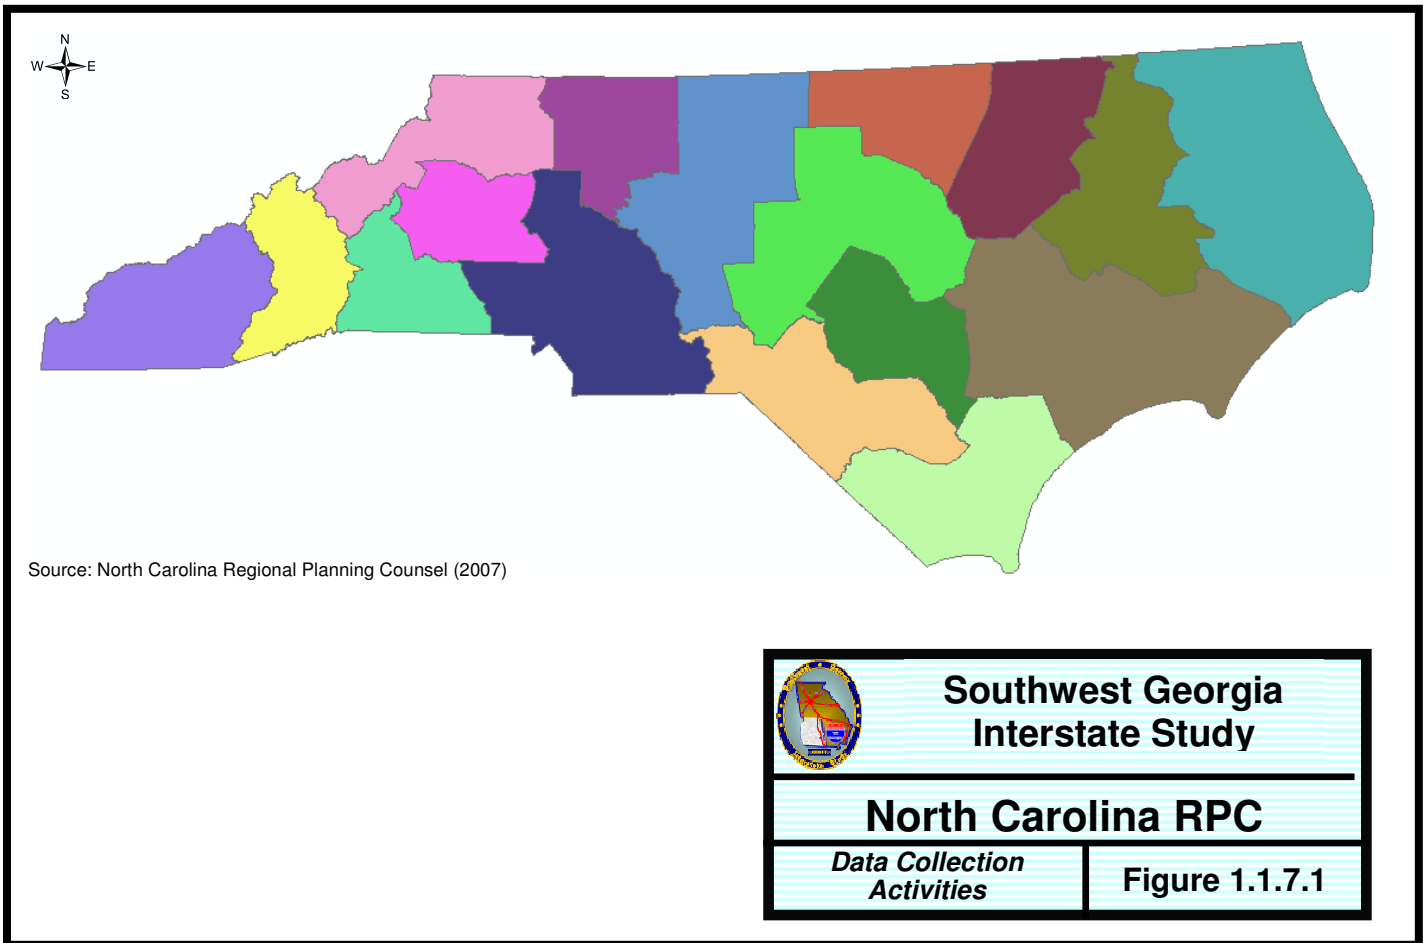 N
W E
S
Source: North Carolina Regional Planning Counsel (2007)
Southwest Georgia
Interstate Study
North Carolina RPC
Data Collection
Activities
Figure 1.1.7.1